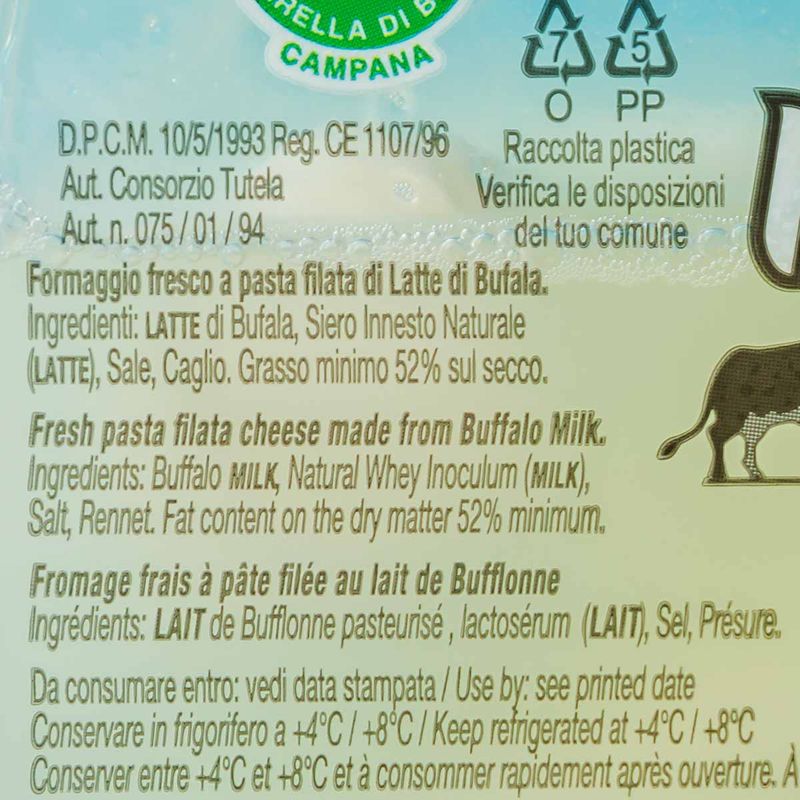 RELLA DI B
CAMPANA
7 5
O PP
D.P.C.M. 10/5/1993 Reg. CE 1107/96
Aut. Consorzio Tutela
Aut. n. 075 / 01 / 94
Raccolta plastica
Verifica le disposizioni
del tuo comune
Formaggio fresco a pasta filata di Latte di Bufala.
Ingredienti: LATTE di Bufala, Siero Innesto Naturale
(LATTE), Sale, Caglio. Grasso minimo 52% sul secco.
Fresh pasta filata cheese made from Buffalo Milk.
Ingredients: Buffalo MILK, Natural Whey Inoculum (MILK),
Salt, Rennet. Fat content on the dry matter 52% minimum.
Fromage frais à pâte filée au lait de Bufflonne
Ingrédients: LAIT de Bufflonne pasteurisé , lactosérum (LAIT), Sel, Présure.
Da consumare entro: vedi data stampata / Use by: see printed date
Conservare in frigorifero a +4°C / +8°C / Keep refrigerated at +4°C / +8°C
Conserver entre +4°C et +8°C et à consommer rapidement après ouverture. À